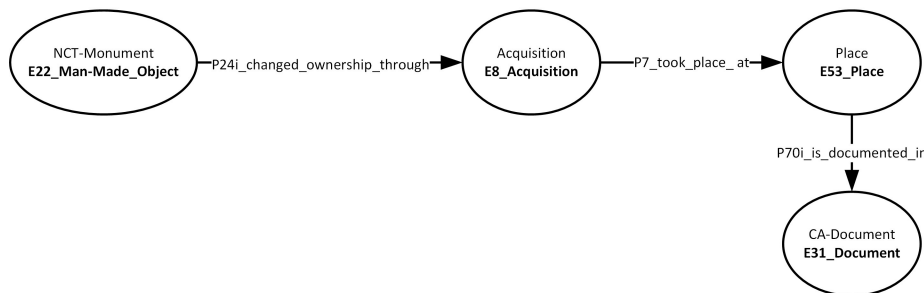 NCT-Monument
E22_Man-Made_Object
P24i_changed_ownership_through
Acquisition
E8_Acquisition
P7_took_place_ at
Place
E53_Place
P70i_is_documented_in
CA-Document
E31_Document